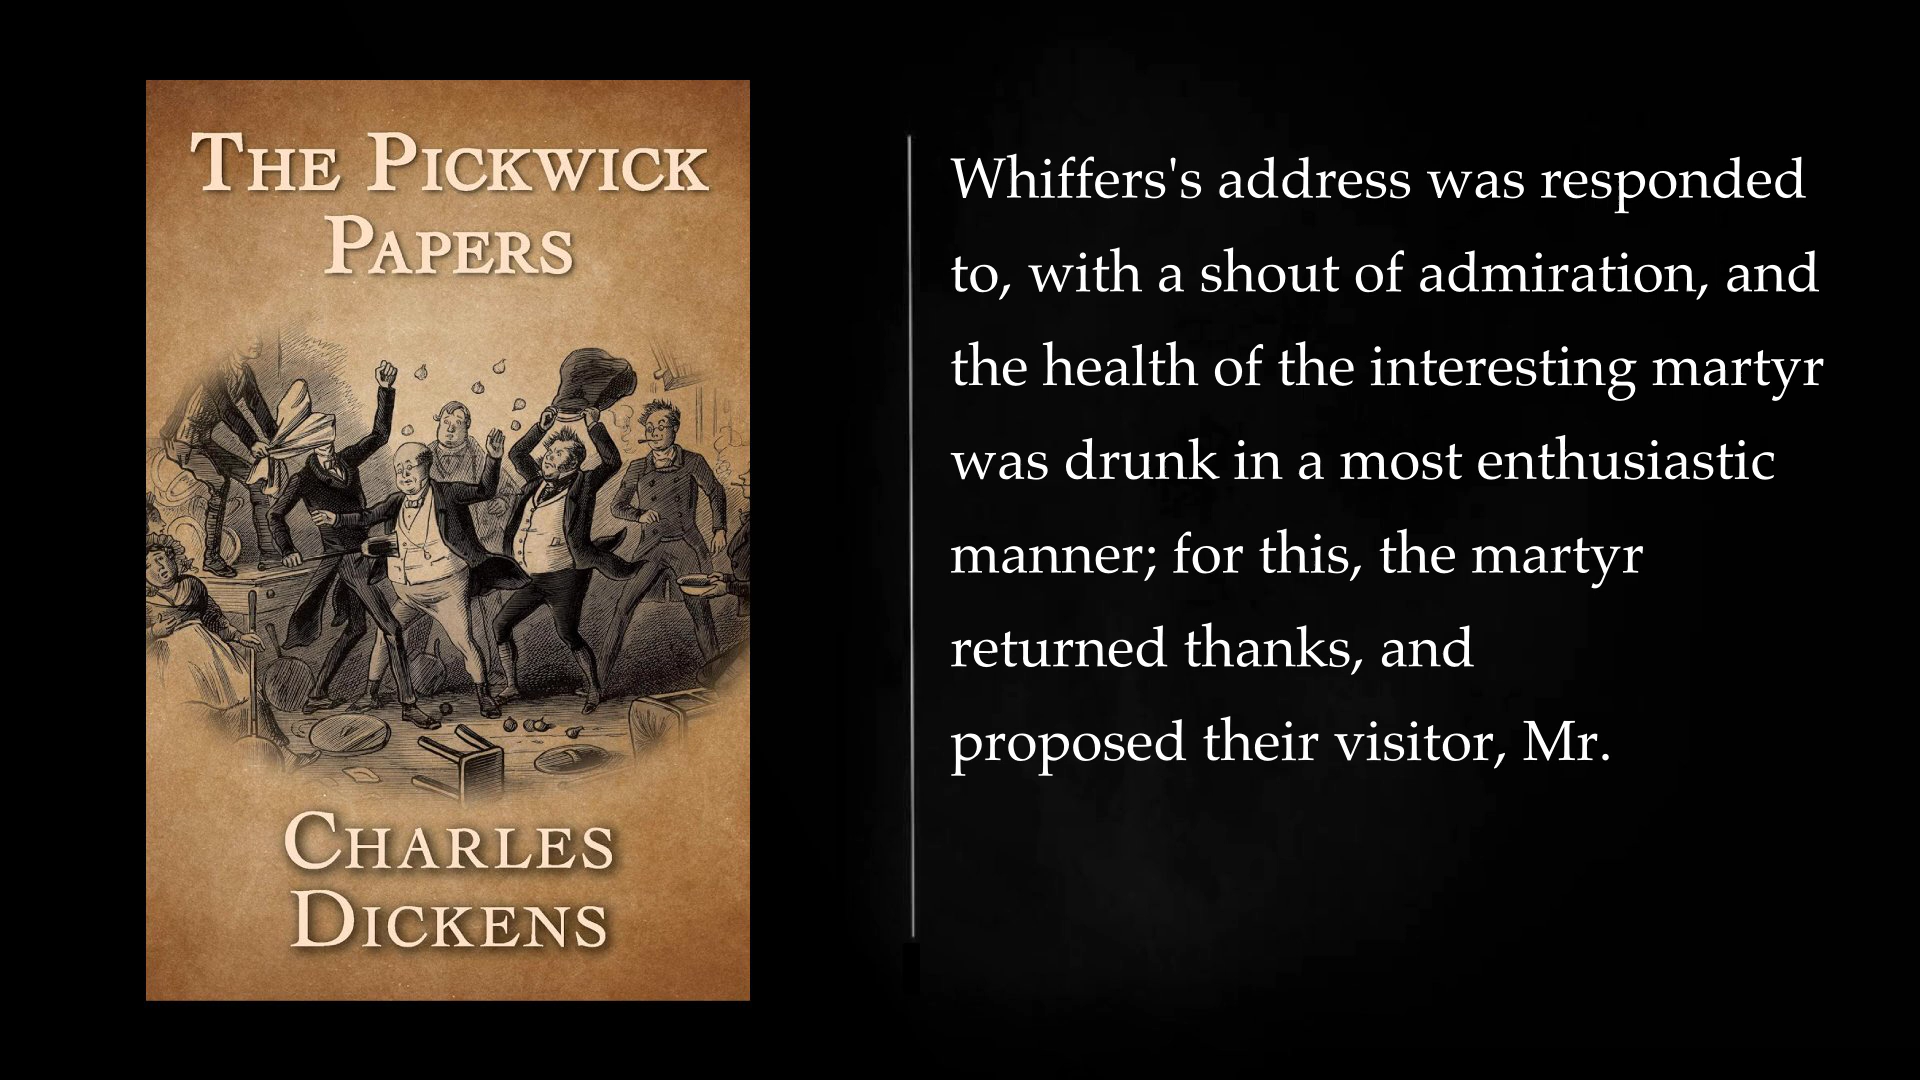 THE PICKWICK
PAPERS
CHARLES
DICKENS
Whiffers's address was responded
to, with a shout of admiration, and
the health of the interesting martyr
was drunk in a most enthusiastic
manner; for this, the martyr
returned thanks, and
proposed their visitor, Mr.